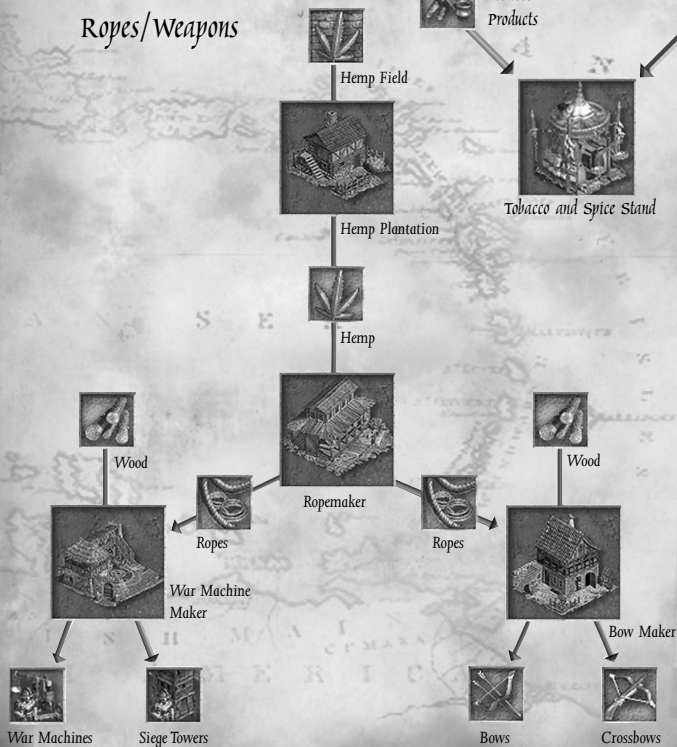 Ropes/Weapons
Products
Hemp Field
Tobacco and Spice Stand
Hemp Plantation
Hemp
Wood
Wood
Ropemaker
Ropes
Ropes
War Machine
Maker
Bow Maker
War Machines
Siege Towers
Bows
Crossbows